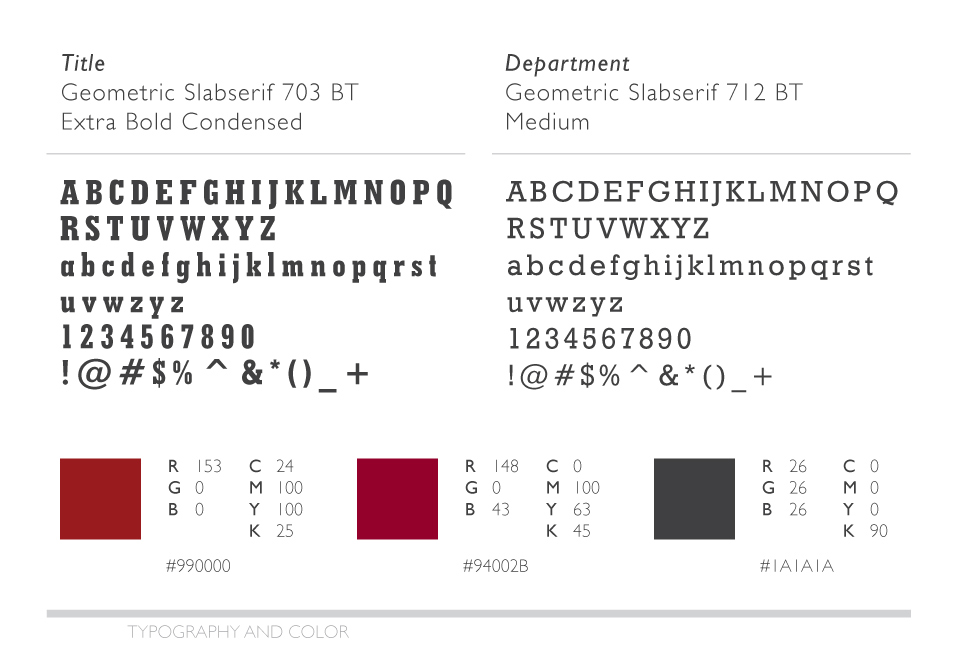 Title
Geometric Slabserif 703 BT
Extra Bold Condensed
Department
Geometric Slabserif 712 BT
Medium
ABCDEFGHIJKLMNOPQ
RSTUVWXYZ
abcdefghijklmnopqrst
uvwzyz
1234567890
!@#$%^&*()_+
ABCDEFGHIJKLMNOPQ
RSTUVWXYZ
abcdefghijklmnopqrst
uvwzyz
1234567890
!@#$%^&*()_+
R 153 C 24
G 0 M 100
B 0 Y 100
K 25
#990000
R 148 C 0
G 0 M 100
B 43 Y 63
K 45
#94002B
R 26 C 0
G 26 M 0
B 26 Y 0
K 90
#1A1A1A
TYPOGRAPHY AND COLOR